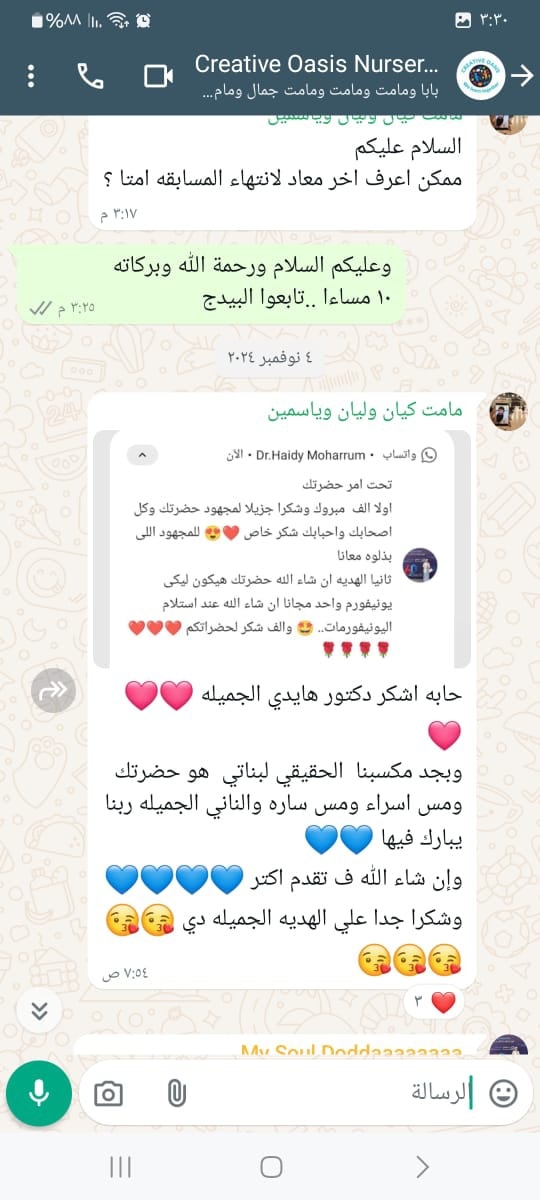 %٨٨ ٣:٣٠
Creative Oasis Nurser...
بابا ومامت ومامت ومامت جمال ومام...
مامت كيان وليان وياسمين
السلام عليكم
ممكن اعرف اخر معاد لانتهاء المسابقه امتا ؟
٣:١٧ م
وعليكم السلام ورحمة الله وبركاته
١٠ مساءا ..تابعوا البيدج
٣:٢٥ م
٤ نوفمبر ٢٠٢٤
مامت كيان وليان وياسمين
واتساب • Dr.Haidy Moharrum • الآن
تحت امر حضرتك
اولا الف مبروك وشكرا جزيلا لمجهود حضرتك وكل
اصحابك واحبابك شكر خاص ❤️😍 للمجهود اللى
بذلوه معانا
ثانيا الهديه ان شاء الله حضرتك هيكون ليكى
يونيفورم واحد مجانا ان شاء الله عند استلام
اليونيفورمات.. 🤩 والف شكر لحضراتكم ❤️❤️❤️
🌹🌹🌹🌹
حابه اشكر دكتور هايدي الجميله 🩷🩷
🩷
وبجد مكسبنا الحقيقي لبناتي هو حضرتك
ومس اسراء ومس ساره والناني الجميله ربنا
يبارك فيها 💙💙
وإن شاء الله ف تقدم اكتر 💙💙💙💙
وشكرا جدا علي الهديه الجميله دي 😘😘
😘😘😘
٧:٥٤ ص
❤️ ٣
My Soul Doddaaaaaaaa
الرسالة